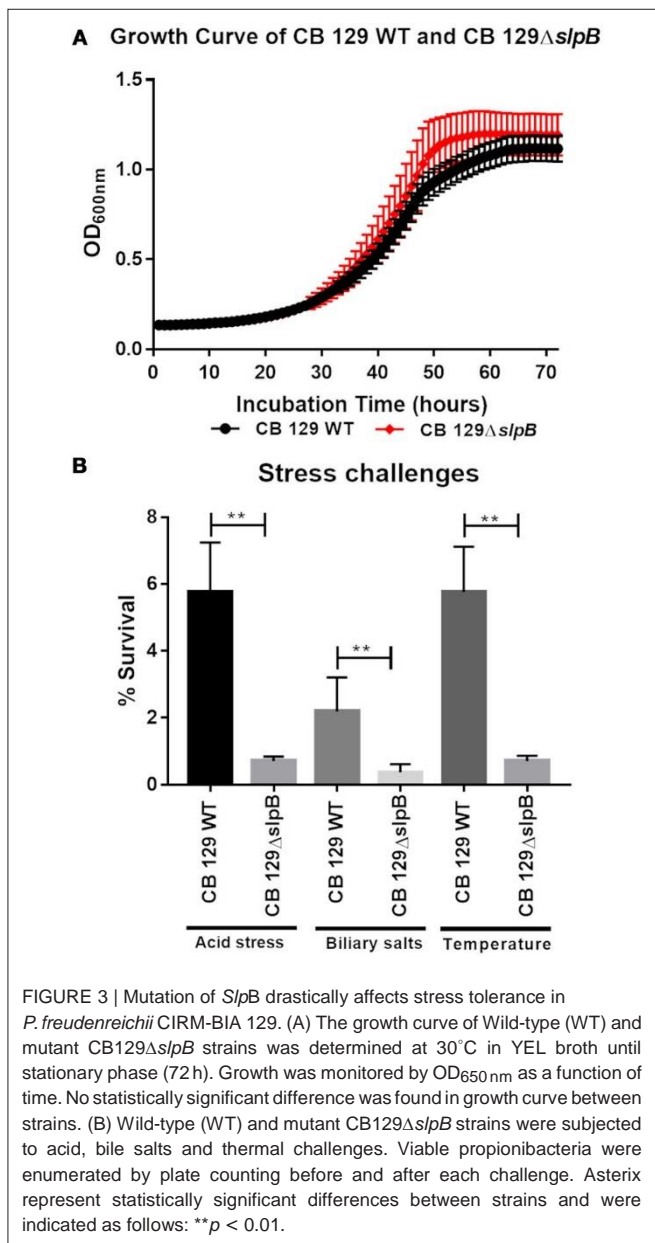 A Growth Curve of CB 129 WT and CB 129ΔslpB
1.5
1.0
0.5
0.0
OD600nm
0 10 20 30 40 50 60 70
Incubation Time (hours)
CB 129 WT CB 129ΔslpB
B Stress challenges
8
6
4
2
0
% Survival
** ** **
CB 129 WT
CB 129ΔslpB
CB 129 WT
CB 129ΔslpB
CB 129 WT
CB 129ΔslpB
Acid stress Biliary salts Temperature
FIGURE 3 | Mutation of SlpB drastically affects stress tolerance in
P. freudenreichii CIRM-BIA 129. (A) The growth curve of Wild-type (WT) and
mutant CB129ΔslpB strains was determined at 30°C in YEL broth until
stationary phase (72 h). Growth was monitored by OD650 nm as a function of
time. No statistically significant difference was found in growth curve between
strains. (B) Wild-type (WT) and mutant CB129ΔslpB strains were subjected
to acid, bile salts and thermal challenges. Viable propionibacteria were
enumerated by plate counting before and after each challenge. Asterix
represent statistically significant differences between strains and were
indicated as follows: **p < 0.01.